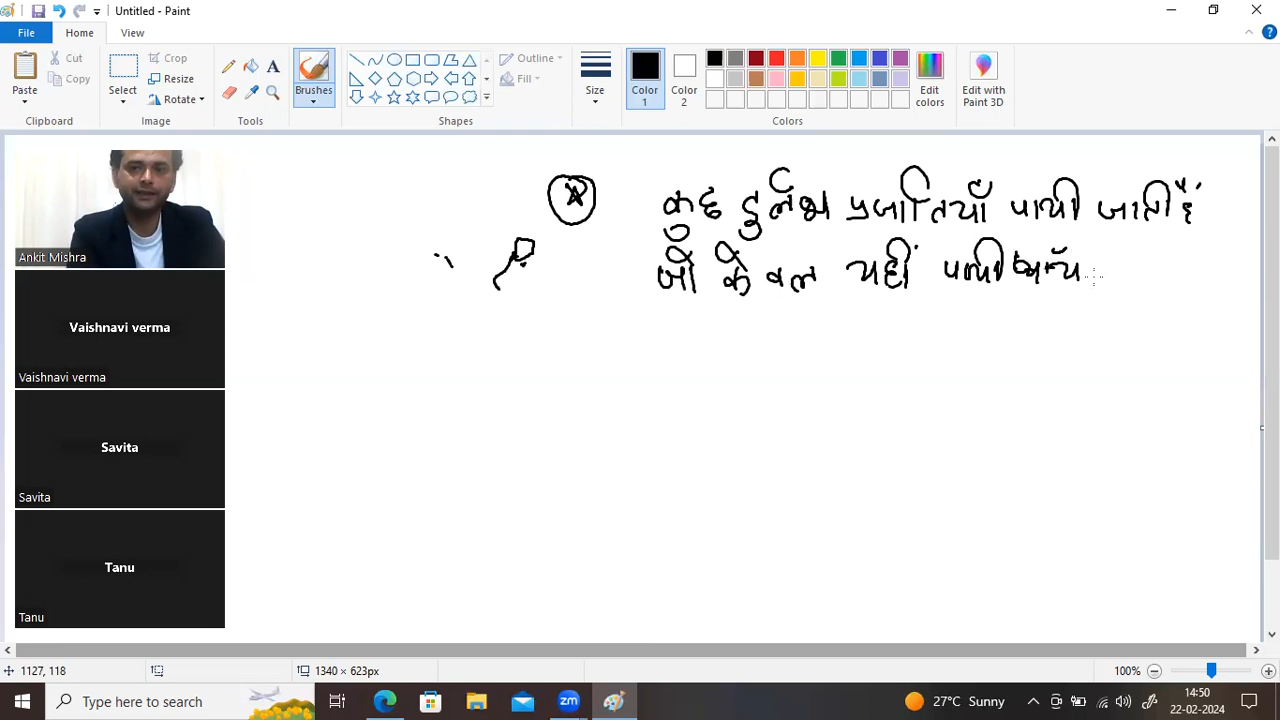 Untitled - Paint
File
Home
View
Paste
Cut
Copy
Clipboard
Select
Crop
Resize
Rotate
Image
Tools
Brushes
Shapes
Outline
Fill
Size
Color 1
Color 2
Colors
Edit colors
Edit with Paint 3D
Ankit Mishra
कुछ दुर्लभ प्रजातियाँ पायी जाती हैं
जो केवल यहीं पायी
Vaishnavi verma
Vaishnavi verma
Savita
Savita
Tanu
Tanu
1127, 118
1340 × 623px
100%
Type here to search
zm
27°C Sunny
14:50
22-02-2024